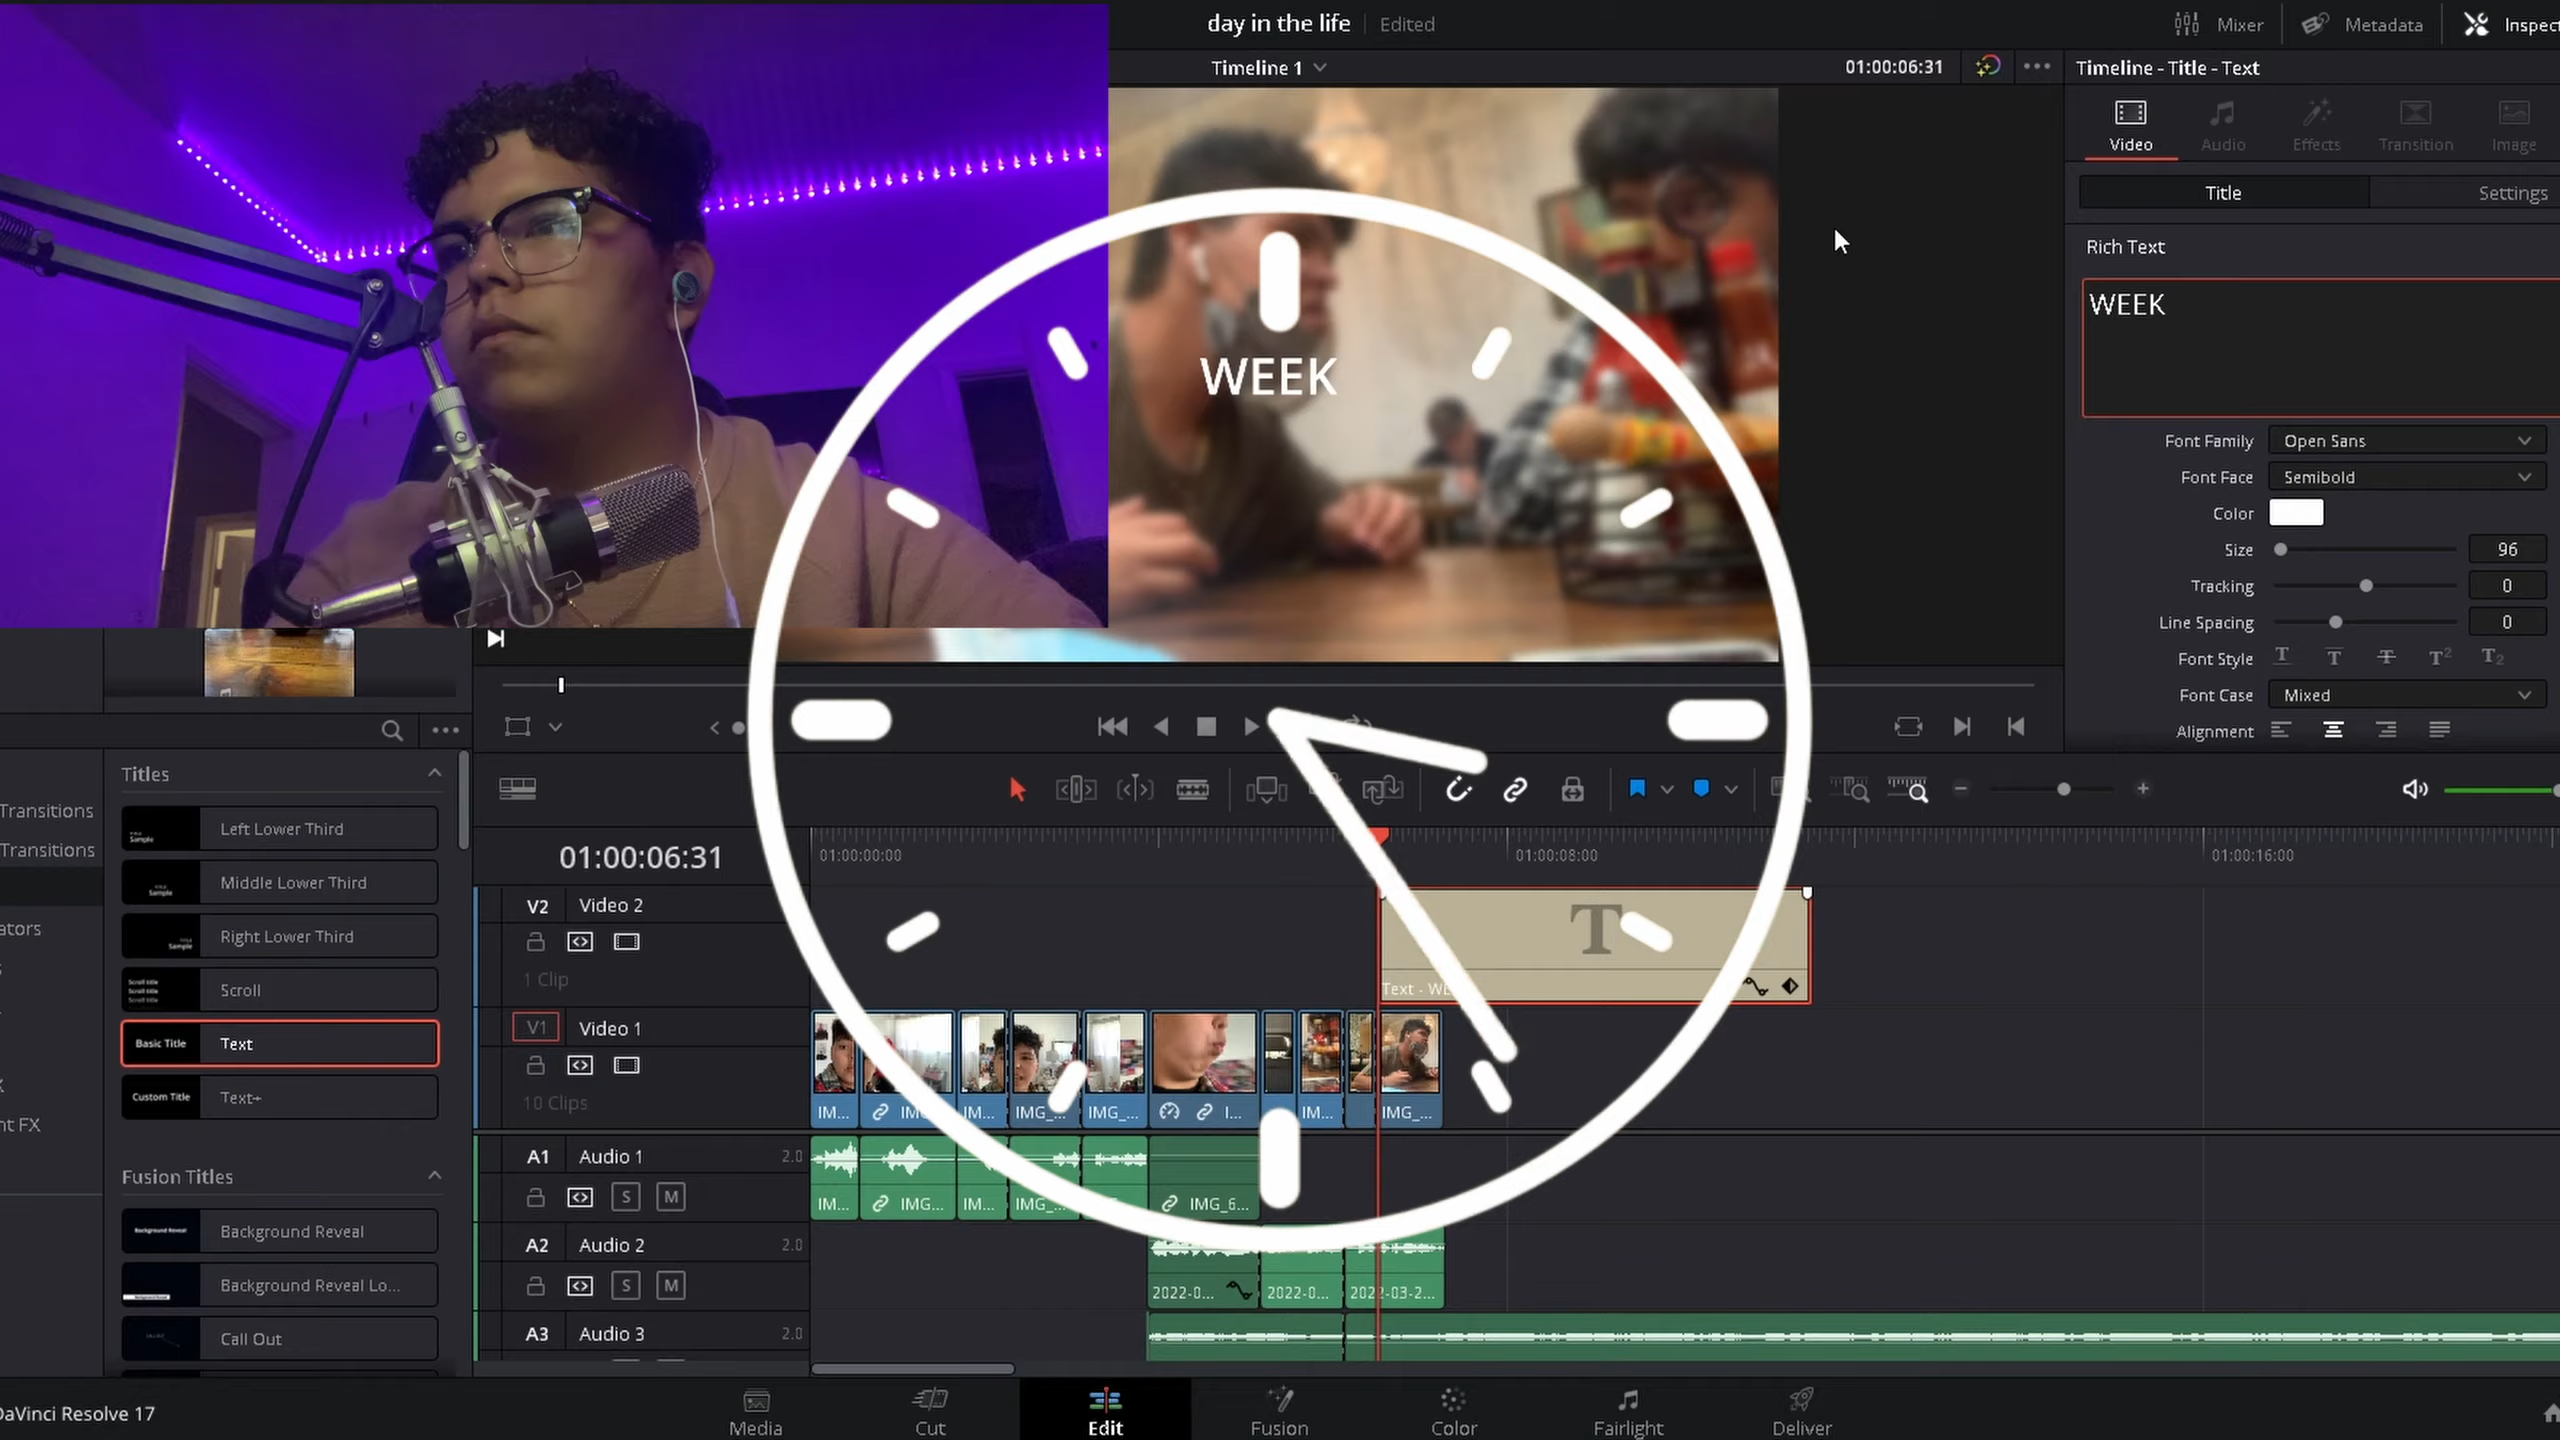 day in the life Edited
Mixer
Metadata
Inspect
Timeline 1
01:00:06:31
Timeline - Title - Text
Video
Audio
Effects
Transition
Image
Title
Settings
Rich Text
WEEK
WEEK
Font Family Open Sans
Font Face Semibold
Color
Size 96
Tracking 0
Line Spacing 0
Font Style T T T T² T₂
Font Case Mixed
Alignment
Titles
Transitions
Left Lower Third
Transitions
Middle Lower Third
ators
Right Lower Third
Scroll
Basic Title Text
Custom Title Text+
nt FX
Fusion Titles
Background Reveal
Background Reveal Lo...
Call Out
01:00:06:31
01:00:00:00
01:00:08:00
01:00:16:00
V2 Video 2
1 Clip
T
Text - WE
V1 Video 1
10 Clips
IM... IM... IMG_... IMG_... I... IM... IMG_...
A1 Audio 1 2.0
S M
IM... IMG... IM... IMG_... IMG_6...
A2 Audio 2 2.0
S M
2022-0... 2022-0... 2022-03-2...
A3 Audio 3 2.0
DaVinci Resolve 17
Media
Cut
Edit
Fusion
Color
Fairlight
Deliver